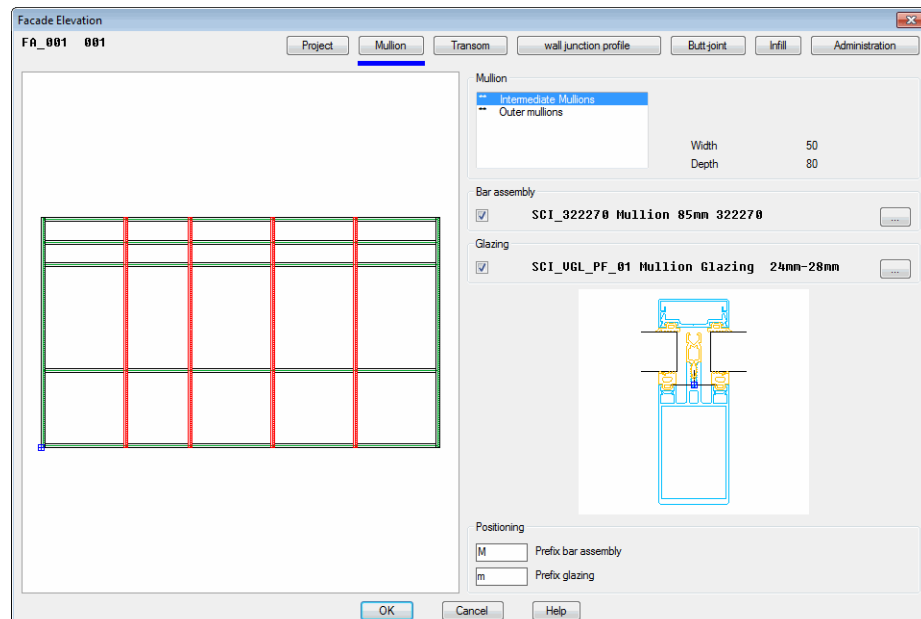 Facade Elevation
FA_001 001
Project Mullion Transom wall junction profile Butt-joint Infill Administration
Mullion
** Intermediate Mullions
** Outer mullions
Width 50
Depth 80
Bar assembly
SCI_322270 Mullion 85mm 322270
...
Glazing
SCI_VGL_PF_01 Mullion Glazing 24mm-28mm
...
Positioning
M Prefix bar assembly
m Prefix glazing
OK Cancel Help